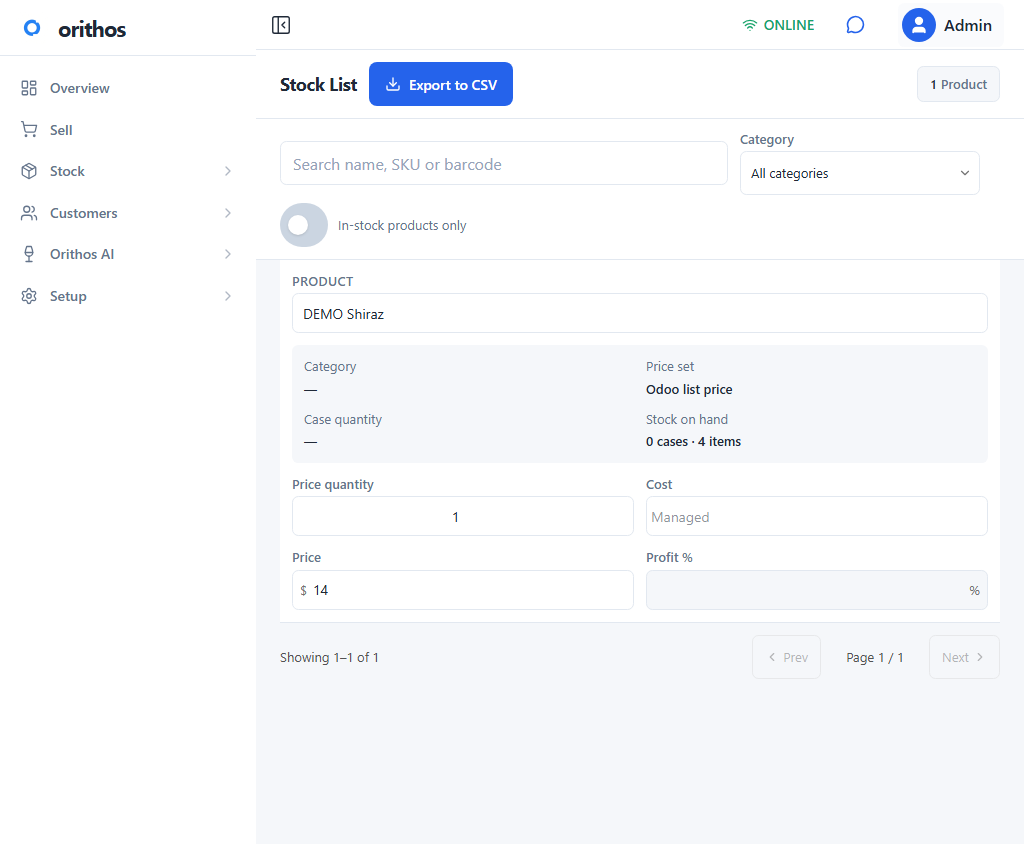 orithos
ONLINE
Admin
Overview
Sell
Stock
Customers
Orithos AI
Setup
Stock List
Export to CSV
1 Product
Search name, SKU or barcode
Category
All categories
In-stock products only
PRODUCT
DEMO Shiraz
Category
—
Price set
Odoo list price
Case quantity
—
Stock on hand
0 cases · 4 items
Price quantity
1
Cost
Managed
Price
$ 14
Profit %
%
Showing 1–1 of 1
Prev
Page 1 / 1
Next